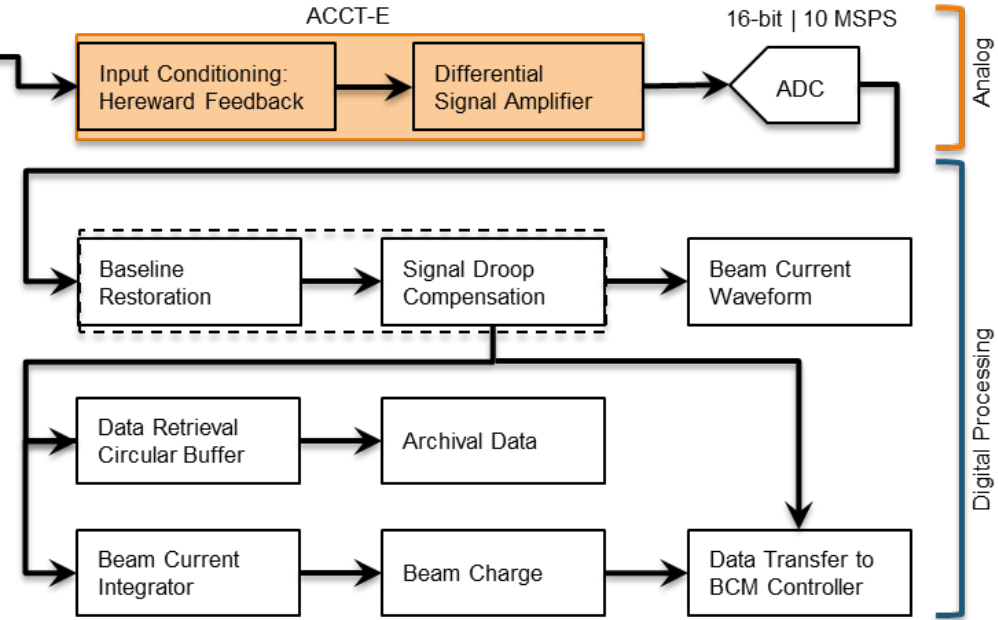 ACCT-E
16-bit | 10 MSPS
Input Conditioning:
Hereward Feedback
Differential
Signal Amplifier
ADC
Analog
Baseline
Restoration
Signal Droop
Compensation
Beam Current
Waveform
Data Retrieval
Circular Buffer
Archival Data
Beam Current
Integrator
Beam Charge
Data Transfer to
BCM Controller
Digital Processing